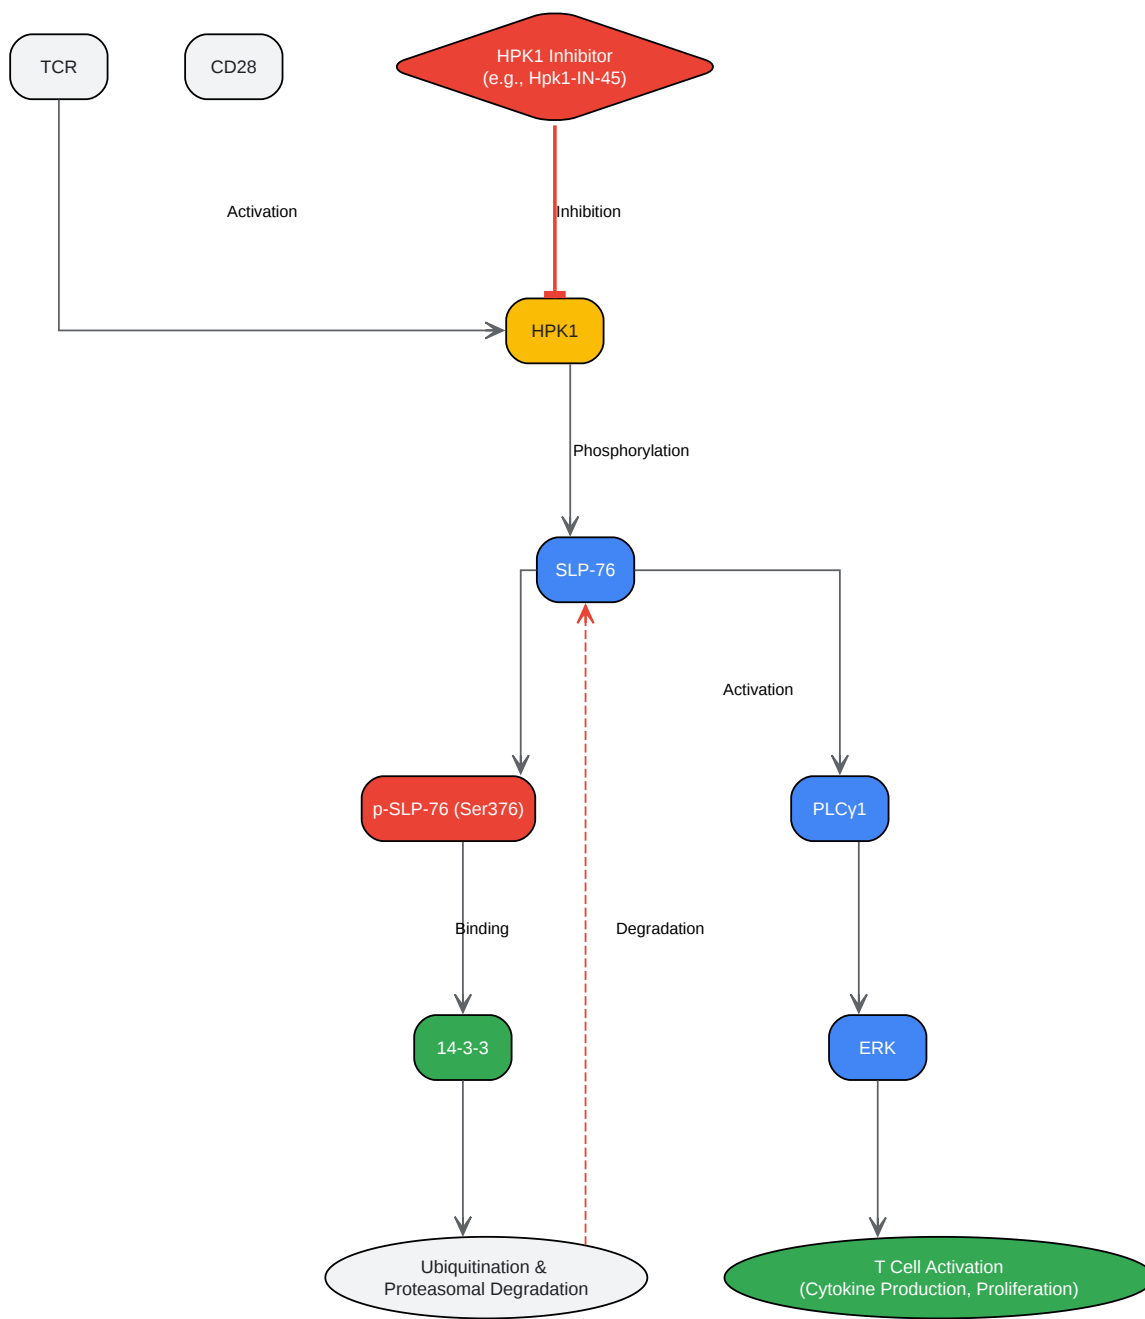 TCR
CD28
HPK1 Inhibitor
(e.g., Hpk1-IN-45)
Activation
Inhibition
HPK1
Phosphorylation
SLP-76
Activation
p-SLP-76 (Ser376)
PLCγ1
Binding
Degradation
14-3-3
ERK
Ubiquitination &
Proteasomal Degradation
T Cell Activation
(Cytokine Production, Proliferation)